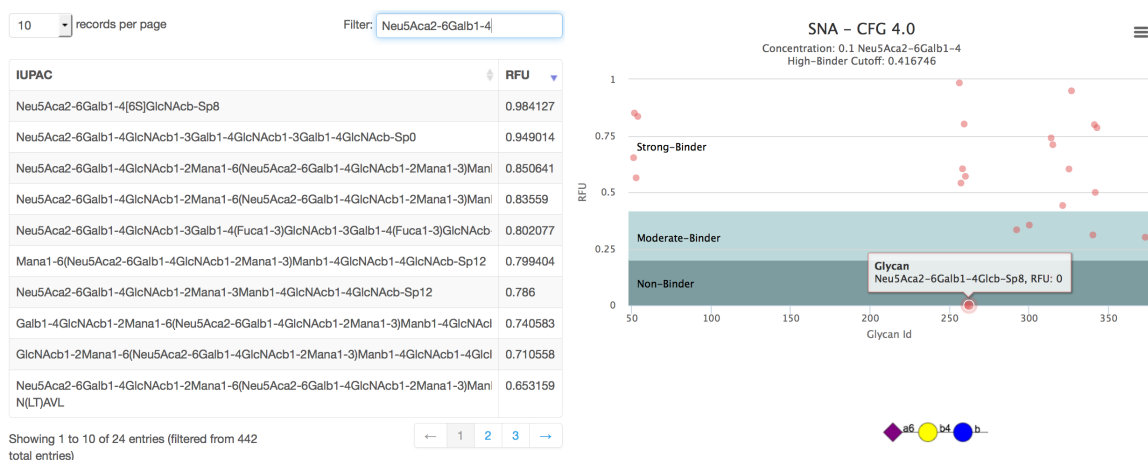 10 records per page
Filter: Neu5Aca2-6Galb1-4
IUPAC RFU
Neu5Aca2-6Galb1-4[6S]GlcNAcb-Sp8 0.984127
Neu5Aca2-6Galb1-4GlcNAcb1-3Galb1-4GlcNAcb1-3Galb1-4GlcNAcb-Sp0 0.949014
Neu5Aca2-6Galb1-4GlcNAcb1-2Mana1-6(Neu5Aca2-6Galb1-4GlcNAcb1-2Mana1-3)Manl 0.850641
Neu5Aca2-6Galb1-4GlcNAcb1-2Mana1-6(Neu5Aca2-6Galb1-4GlcNAcb1-2Mana1-3)Manl 0.83559
Neu5Aca2-6Galb1-4GlcNAcb1-3Galb1-4(Fuca1-3)GlcNAcb1-3Galb1-4(Fuca1-3)GlcNAcb- 0.802077
Mana1-6(Neu5Aca2-6Galb1-4GlcNAcb1-2Mana1-3)Manb1-4GlcNAcb1-4GlcNAcb-Sp12 0.799404
Neu5Aca2-6Galb1-4GlcNAcb1-2Mana1-3Manb1-4GlcNAcb1-4GlcNAcb-Sp12 0.786
Galb1-4GlcNAcb1-2Mana1-6(Neu5Aca2-6Galb1-4GlcNAcb1-2Mana1-3)Manb1-4GlcNAcl 0.740583
GlcNAcb1-2Mana1-6(Neu5Aca2-6Galb1-4GlcNAcb1-2Mana1-3)Manb1-4GlcNAcb1-4Glcl 0.710558
Neu5Aca2-6Galb1-4GlcNAcb1-2Mana1-6(Neu5Aca2-6Galb1-4GlcNAcb1-2Mana1-3)Manl 0.653159
N(LT)AVL
Showing 1 to 10 of 24 entries (filtered from 442
total entries)
← 1 2 3 →
SNA – CFG 4.0
Concentration: 0.1 Neu5Aca2-6Galb1-4
High-Binder Cutoff: 0.416746
1
0.75
Strong-Binder
0.5
RFU
0.25
Moderate-Binder
Non-Binder
Glycan
Neu5Aca2-6Galb1-4Glcb-Sp8, RFU: 0
0
50 100 150 200 250 300 350
Glycan Id
a6 b4 b